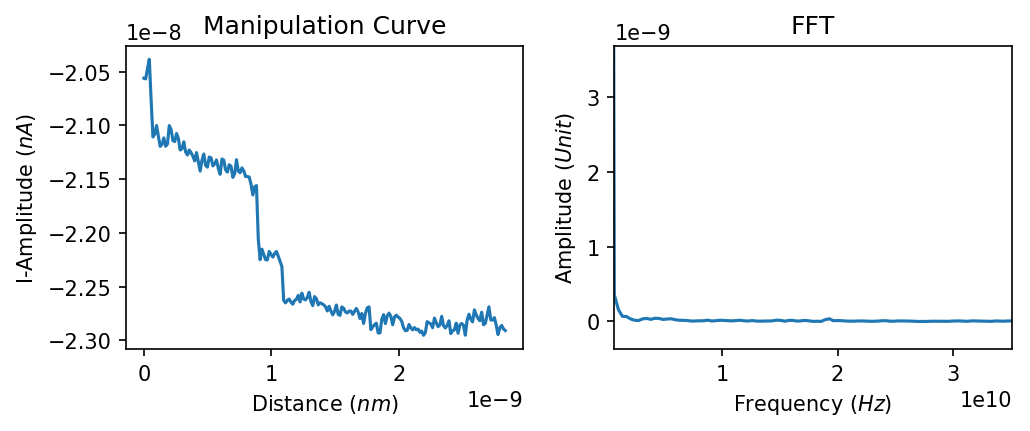 Manipulation Curve
1e−8
I-Amplitude (nA)
−2.05
−2.10
−2.15
−2.20
−2.25
−2.30
0
1
2
1e−9
Distance (nm)
FFT
1e−9
Amplitude (Unit)
3
2
1
0
1
2
3
1e10
Frequency (Hz)